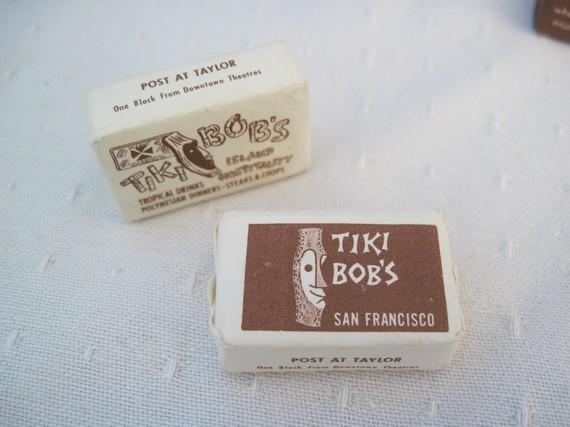 POST AT TAYLOR
One Block From Downtown Theatres
TIKI BOB'S
ISLAND
HOSPITALITY
TROPICAL DRINKS
POLYNESIAN DINNERS - STEAKS & CHOPS
TIKI
BOB'S
SAN FRANCISCO
POST AT TAYLOR
One Block From Downtown Theatres